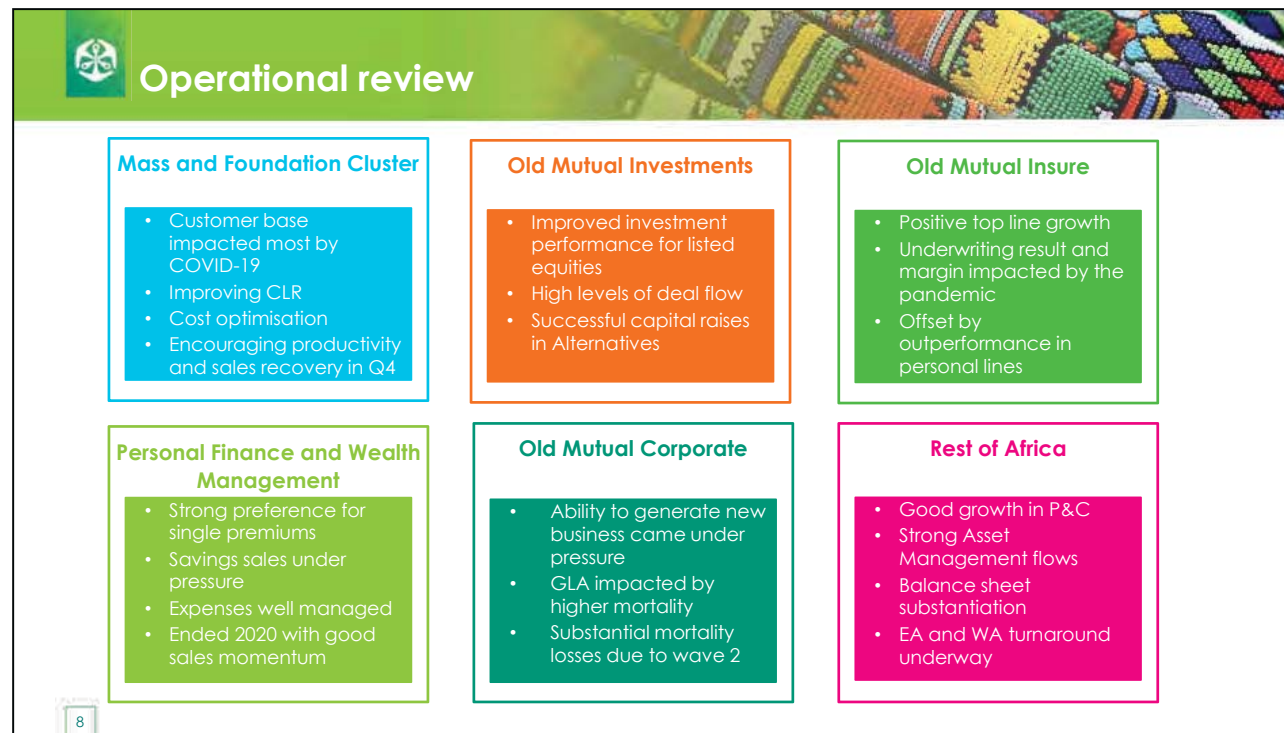 Operational review
Mass and Foundation Cluster
• Customer base
impacted most by
COVID-19
• Improving CLR
• Cost optimisation
• Encouraging productivity
and sales recovery in Q4
Old Mutual Investments
• Improved investment
performance for listed
equities
• High levels of deal flow
• Successful capital raises
in Alternatives
Old Mutual Insure
• Positive top line growth
• Underwriting result and
margin impacted by the
pandemic
• Offset by
outperformance in
personal lines
Personal Finance and Wealth
Management
• Strong preference for
single premiums
• Savings sales under
pressure
• Expenses well managed
• Ended 2020 with good
sales momentum
Old Mutual Corporate
• Ability to generate new
business came under
pressure
• GLA impacted by
higher mortality
• Substantial mortality
losses due to wave 2
Rest of Africa
• Good growth in P&C
• Strong Asset
Management flows
• Balance sheet
substantiation
• EA and WA turnaround
underway
8